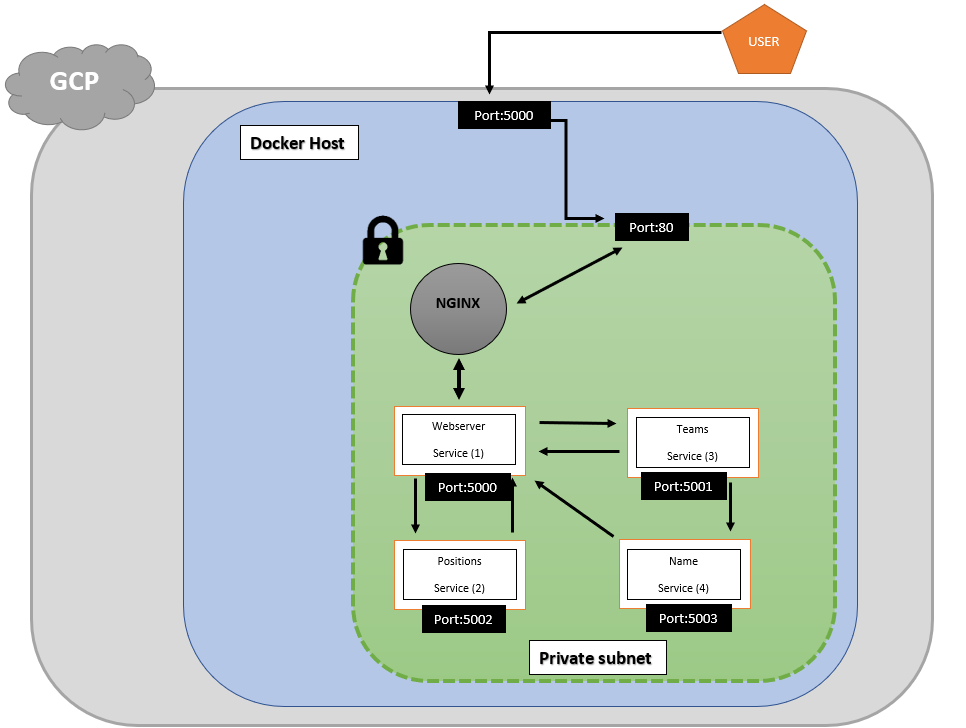 USER
GCP
Port:5000
Docker Host
Port:80
NGINX
Webserver
Service (1)
Port:5000
Teams
Service (3)
Port:5001
Positions
Service (2)
Port:5002
Name
Service (4)
Port:5003
Private subnet